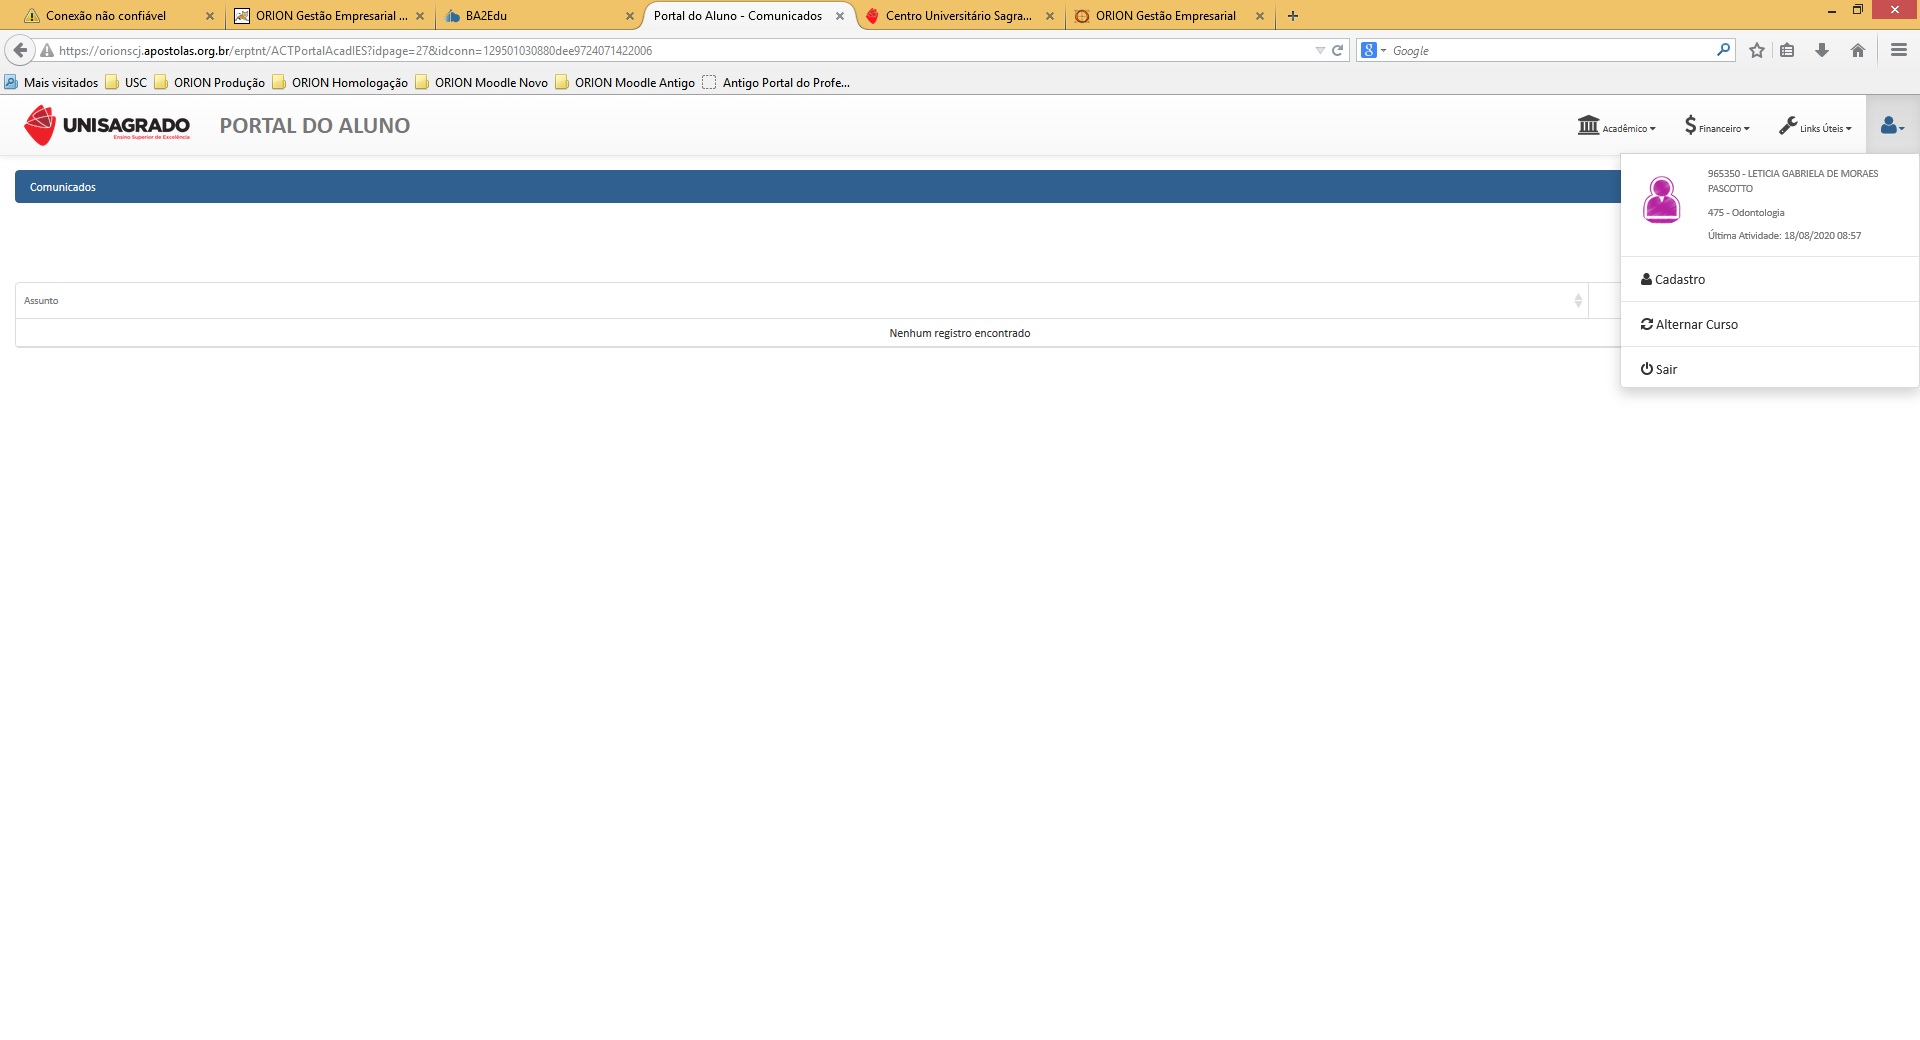 Conexão não confiável
ORION Gestão Empresarial ...
BA2Edu
Portal do Aluno - Comunicados
Centro Universitário Sagra...
ORION Gestão Empresarial
https://orionscj.apostolas.org.br/erptnt/ACTPortalAcadIES?idpage=27&idconn=129501030880dee9724071422006
8
Google
Mais visitados
USC
ORION Produção
ORION Homologação
ORION Moodle Novo
ORION Moodle Antigo
Antigo Portal do Profe...
UNISAGRADO
Ensino Superior de Excelência
PORTAL DO ALUNO
Acadêmico
Financeiro
Links Úteis
Comunicados
965350 - LETICIA GABRIELA DE MORAES
PASCOTTO
475 - Odontologia
Última Atividade: 18/08/2020 08:57
Cadastro
Alternar Curso
Sair
Assunto
Nenhum registro encontrado